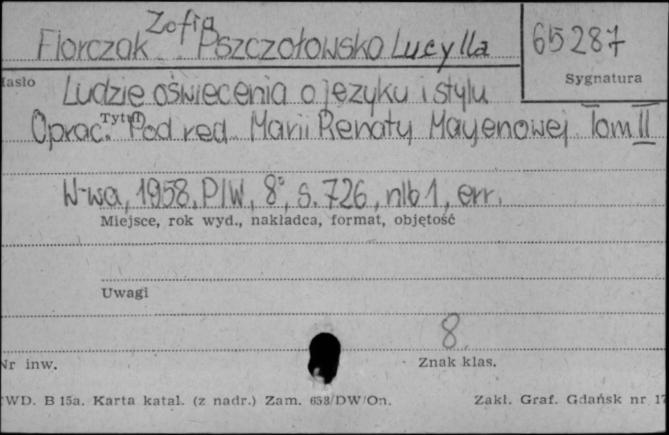 Florczak Zofia Pszczołowska Lucylla 65287
Hasło Sygnatura
Ludzie oświecenia o języku i stylu
Tytuł
Oprac. Pod red. Marii Renaty Mayenowej Tom II
W-wa, 1958, PIW, 8°, s. 726, nlb 1, err.
Miejsce, rok wyd., nakładca, format, objętość
Uwagi
8
Nr inw. Znak klas.
WD. B 15a. Karta katal. (z nadr.) Zam. 658/DW/On. Zakł. Graf. Gdańsk nr 17